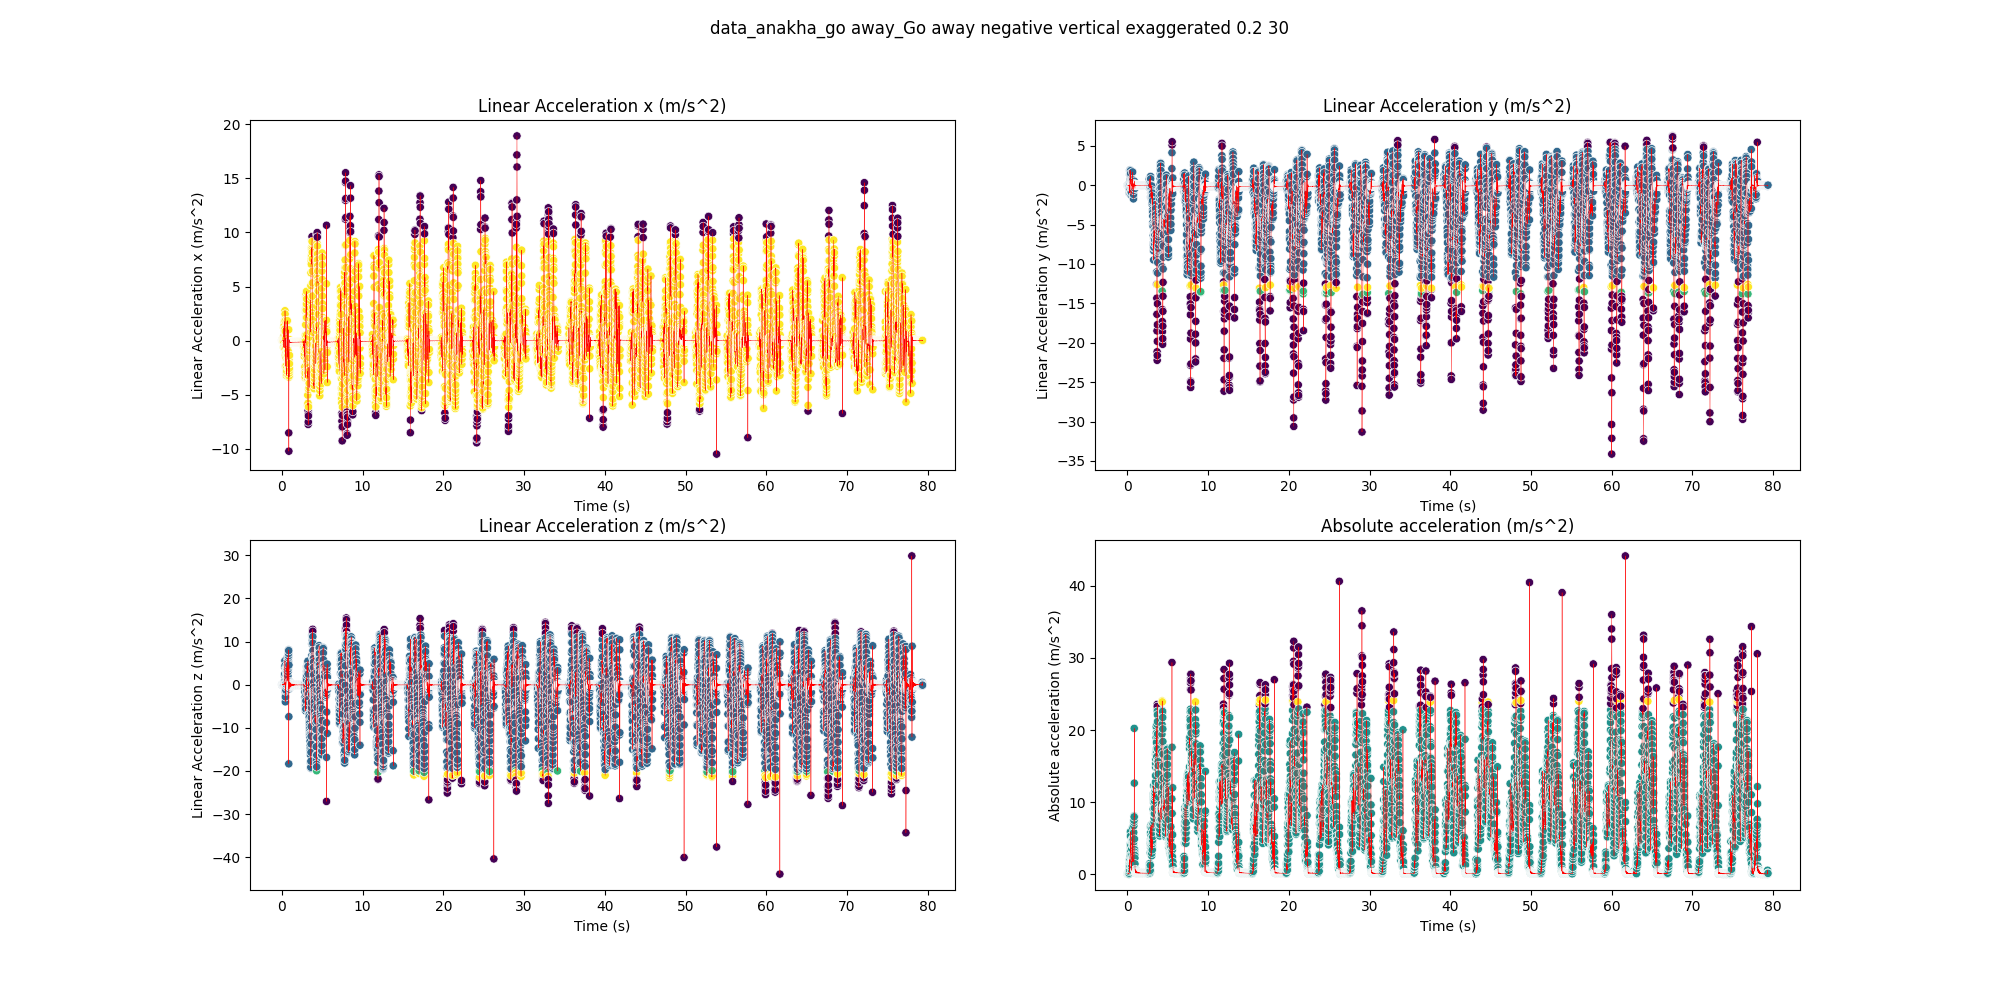 data_anakha_go away_Go away negative vertical exaggerated 0.2 30
Linear Acceleration x (m/s^2)
Linear Acceleration x (m/s^2)
20
15
10
5
0
−5
−10
0 10 20 30 40 50 60 70 80
Time (s)
Linear Acceleration y (m/s^2)
Linear Acceleration y (m/s^2)
5
0
−5
−10
−15
−20
−25
−30
−35
0 10 20 30 40 50 60 70 80
Time (s)
Linear Acceleration z (m/s^2)
Linear Acceleration z (m/s^2)
30
20
10
0
−10
−20
−30
−40
0 10 20 30 40 50 60 70 80
Time (s)
Absolute acceleration (m/s^2)
Absolute acceleration (m/s^2)
40
30
20
10
0
0 10 20 30 40 50 60 70 80
Time (s)